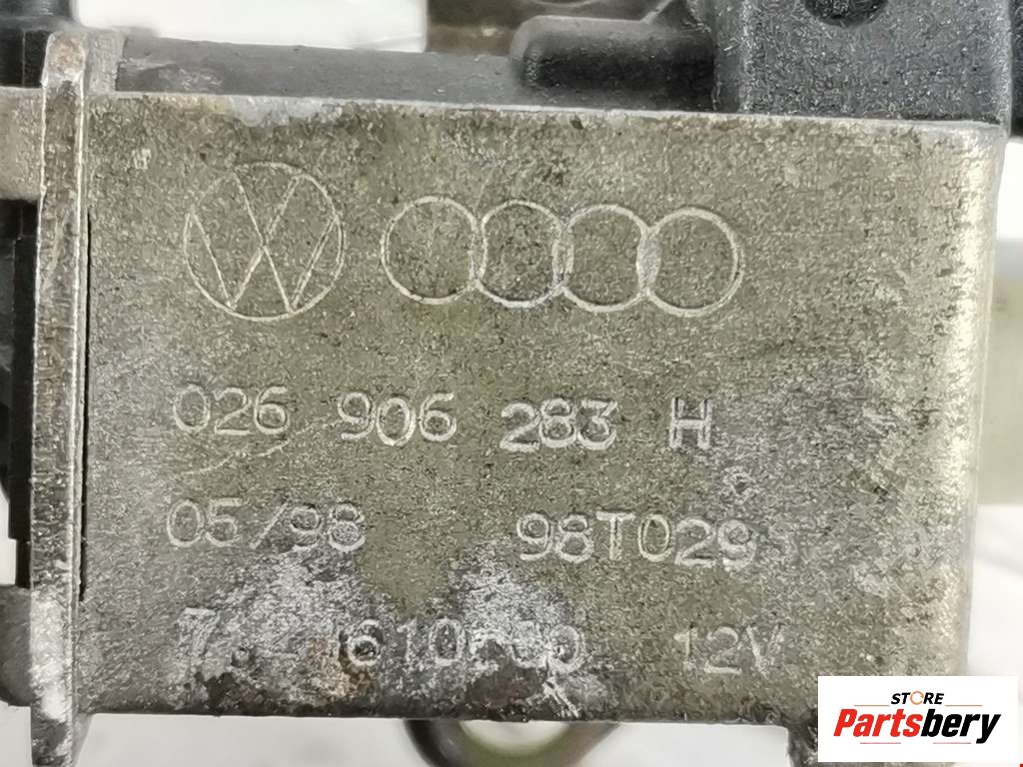 026 906 283 H
05/98 98T029
12V
STORE
Partsbery